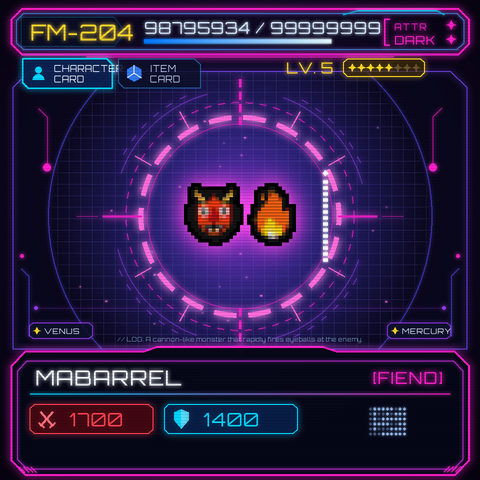 FM-204
98795934 / 99999999
ATTR
DARK
CHARACTER
CARD
ITEM
CARD
LV.5
VENUS
MERCURY
// LOG: A cannon-like monster that rapidly fires eyeballs at the enemy.
MABARREL
[FIEND]
1700
1400